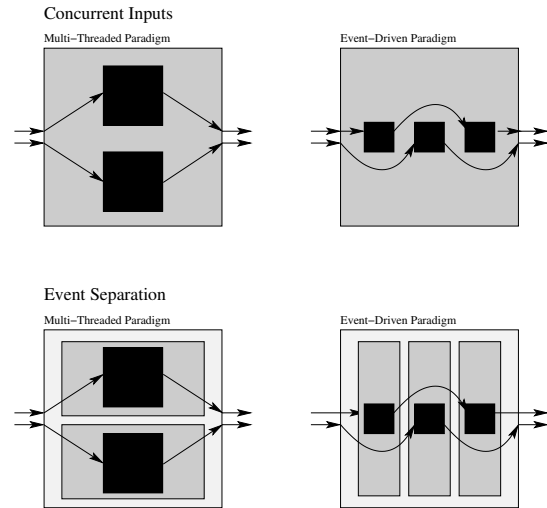 Concurrent Inputs
Multi−Threaded Paradigm
Event−Driven Paradigm
Event Separation
Multi−Threaded Paradigm
Event−Driven Paradigm